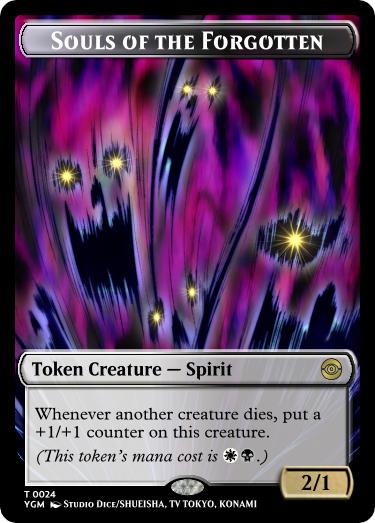 Souls of the Forgotten
Token Creature — Spirit
Whenever another creature dies, put a
+1/+1 counter on this creature.
(This token's mana cost is .)
2/1
T 0024
YGM Studio Dice/SHUEISHA, TV TOKYO, KONAMI